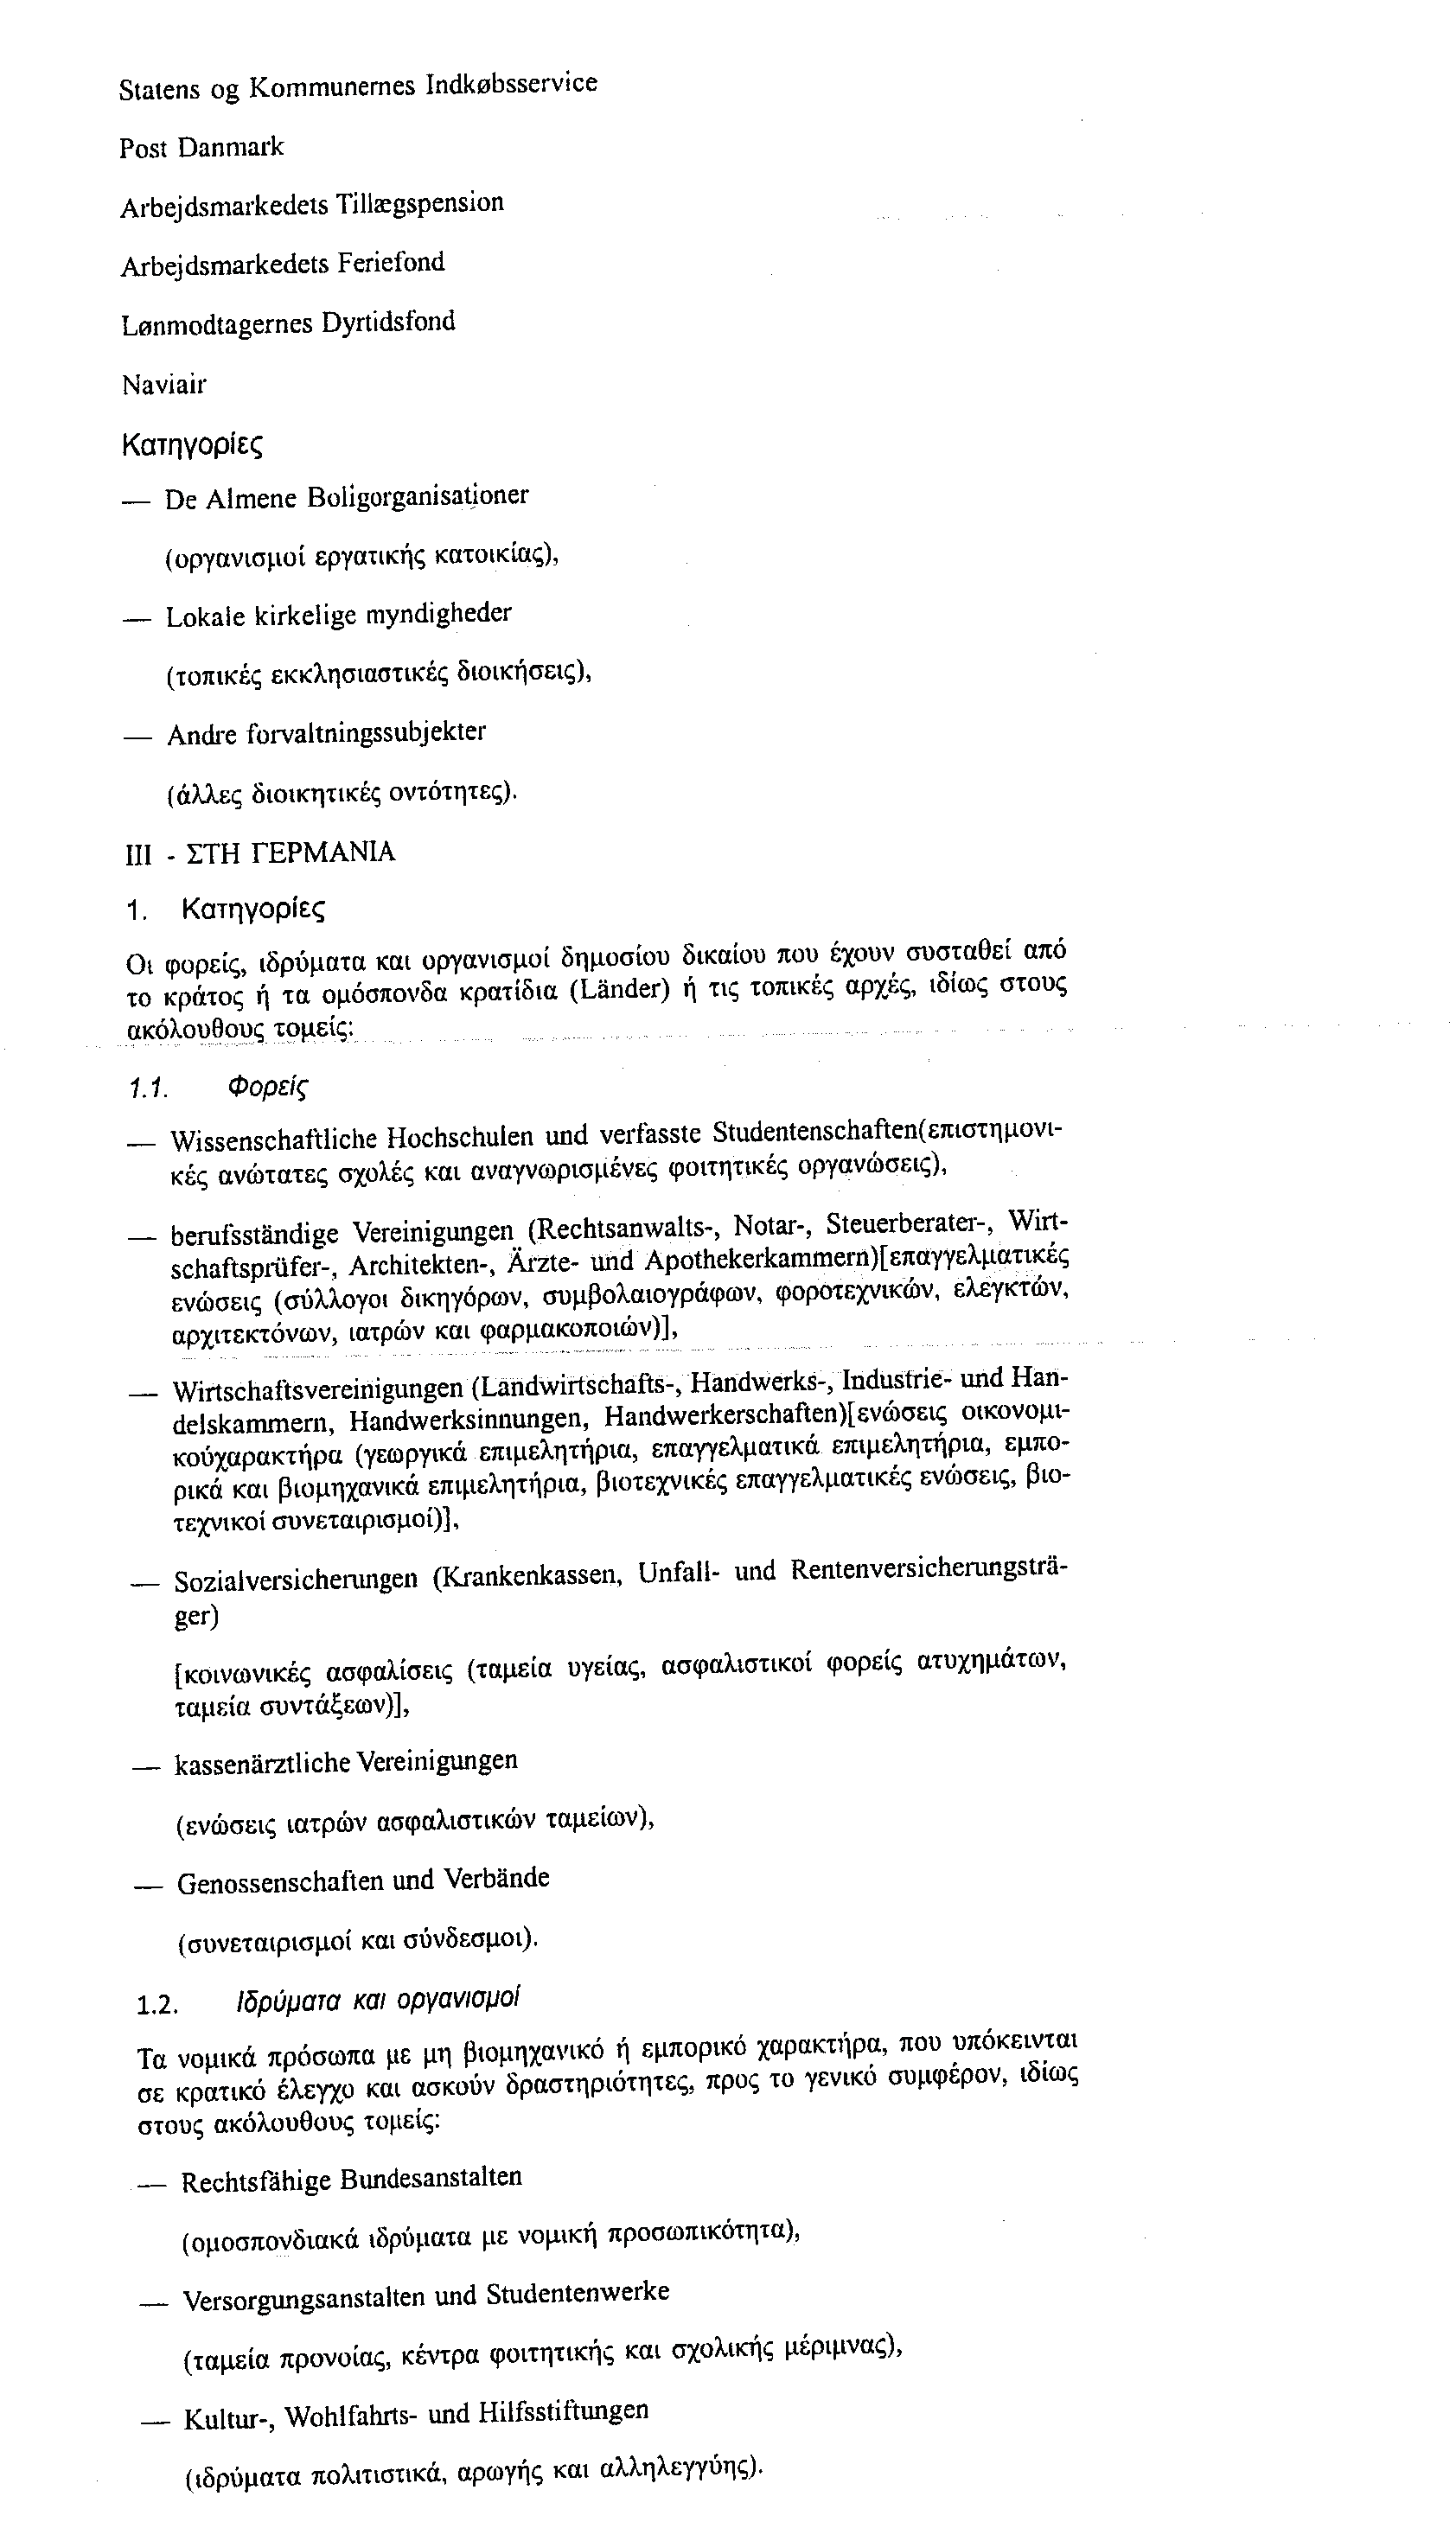 Statens og Kommunernes Indkøbsservice
Post Danmark
Arbejdsmarkedets Tillægspension
Arbejdsmarkedets Feriefond
Lønmodtagernes Dyrtidsfond
Naviair
Κατηγορίες
— De Almene Boligorganisationer
(οργανισμοί εργατικής κατοικίας),
— Lokale kirkelige myndigheder
(τοπικές εκκλησιαστικές διοικήσεις),
— Andre forvaltningssubjekter
(άλλες διοικητικές οντότητες).
III - ΣΤΗ ΓΕΡΜΑΝΙΑ
1. Κατηγορίες
Οι φορείς, ιδρύματα και οργανισμοί δημοσίου δικαίου που έχουν συσταθεί από
το κράτος ή τα ομόσπονδα κρατίδια (Länder) ή τις τοπικές αρχές, ιδίως στους
ακόλουθους τομείς:
1.1. Φορείς
— Wissenschaftliche Hochschulen und verfasste Studentenschaften(επιστημονι-
κές ανώτατες σχολές και αναγνωρισμένες φοιτητικές οργανώσεις),
— berufsständige Vereinigungen (Rechtsanwalts-, Notar-, Steuerberater-, Wirt-
schaftsprüfer-, Architekten-, Ärzte- und Apothekerkammern)[επαγγελματικές
ενώσεις (σύλλογοι δικηγόρων, συμβολαιογράφων, φοροτεχνικών, ελεγκτών,
αρχιτεκτόνων, ιατρών και φαρμακοποιών)],
— Wirtschaftsvereinigungen (Landwirtschafts-, Handwerks-, Industrie- und Han-
delskammern, Handwerksinnungen, Handwerkerschaften)[ενώσεις οικονομι-
κούχαρακτήρα (γεωργικά επιμελητήρια, επαγγελματικά επιμελητήρια, εμπο-
ρικά και βιομηχανικά επιμελητήρια, βιοτεχνικές επαγγελματικές ενώσεις, βιο-
τεχνικοί συνεταιρισμοί)],
— Sozialversicherungen (Krankenkassen, Unfall- und Rentenversicherungsträ-
ger)
[κοινωνικές ασφαλίσεις (ταμεία υγείας, ασφαλιστικοί φορείς ατυχημάτων,
ταμεία συντάξεων)],
— kassenärztliche Vereinigungen
(ενώσεις ιατρών ασφαλιστικών ταμείων),
— Genossenschaften und Verbände
(συνεταιρισμοί και σύνδεσμοι).
1.2. Ιδρύματα και οργανισμοί
Τα νομικά πρόσωπα με μη βιομηχανικό ή εμπορικό χαρακτήρα, που υπόκεινται
σε κρατικό έλεγχο και ασκούν δραστηριότητες, προς το γενικό συμφέρον, ιδίως
στους ακόλουθους τομείς:
— Rechtsfähige Bundesanstalten
(ομοσπονδιακά ιδρύματα με νομική προσωπικότητα),
— Versorgungsanstalten und Studentenwerke
(ταμεία προνοίας, κέντρα φοιτητικής και σχολικής μέριμνας),
— Kultur-, Wohlfahrts- und Hilfsstiftungen
(ιδρύματα πολιτιστικά, αρωγής και αλληλεγγύης).